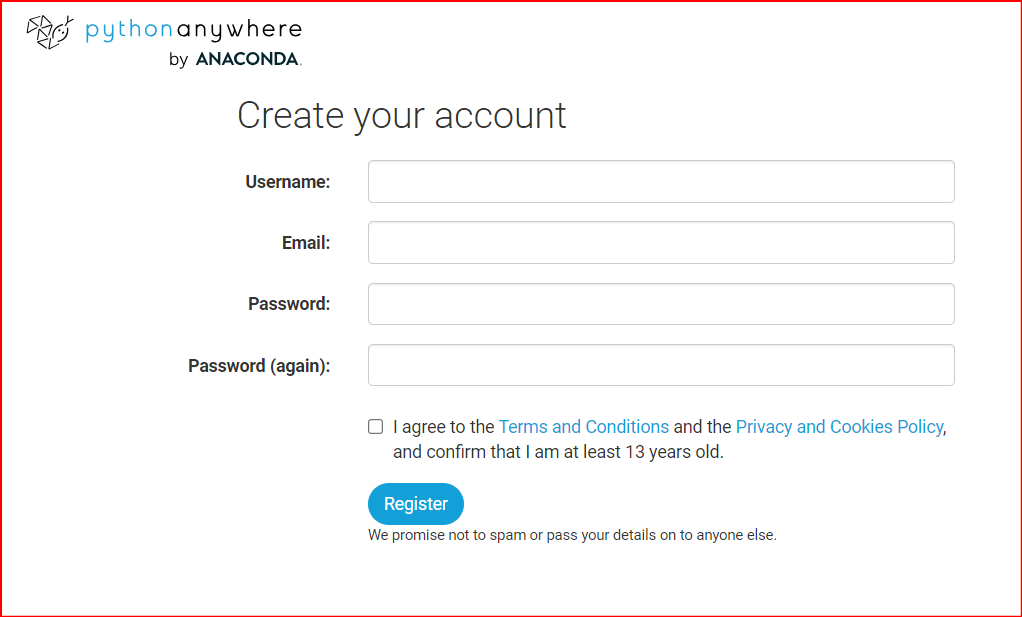 pythonanywhere
by ANACONDA.
Create your account
Username:
Email:
Password:
Password (again):
I agree to the Terms and Conditions and the Privacy and Cookies Policy,
and confirm that I am at least 13 years old.
Register
We promise not to spam or pass your details on to anyone else.